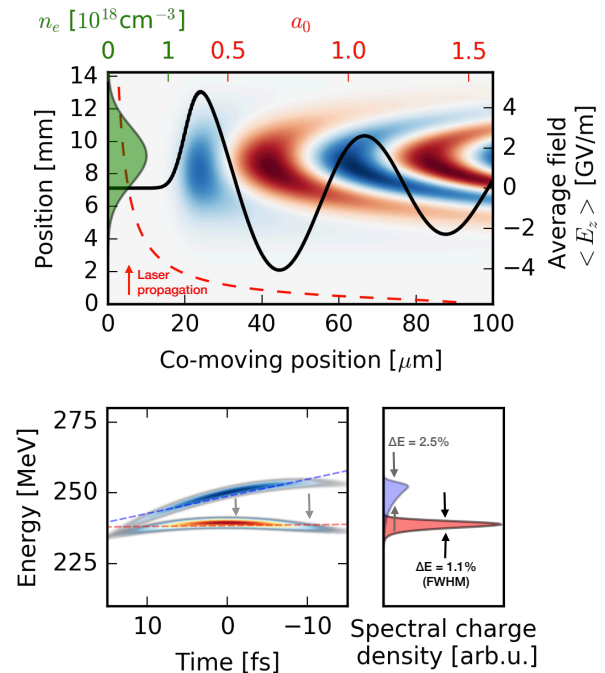 n_e [10^18 cm^−3]
a_0
0 1 0.5 1.0 1.5
14
12
10
8
6
4
2
0
Position [mm]
Laser
propagation
4
2
0
−2
−4
Average field
< E_z > [GV/m]
0 20 40 60 80 100
Co-moving position [μm]
275
250
225
Energy [MeV]
10 0 −10
Time [fs]
ΔE = 2.5%
ΔE = 1.1%
(FWHM)
Spectral charge
density [arb.u.]